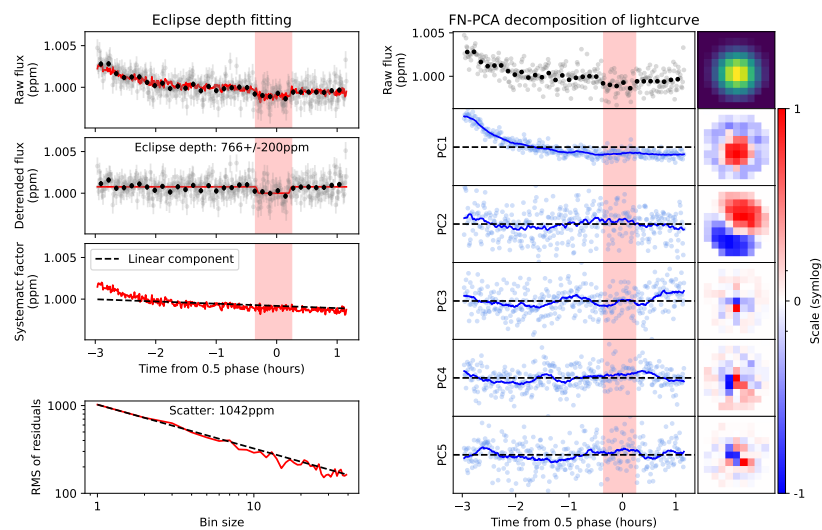 Eclipse depth fitting
1.005
1.000
Raw flux
(ppm)
Eclipse depth: 766+/-200ppm
1.005
1.000
Detrended flux
(ppm)
Linear component
1.005
1.000
Systematc factor
(ppm)
−3 −2 −1 0 1
Time from 0.5 phase (hours)
Scatter: 1042ppm
1000
100
RMS of residuals
1 10
Bin size
FN-PCA decomposition of lightcurve
1.005
1.000
Raw flux
(ppm)
PC1
PC2
PC3
PC4
PC5
−3 −2 −1 0 1
Time from 0.5 phase (hours)
1
0
-1
Scale (symlog)